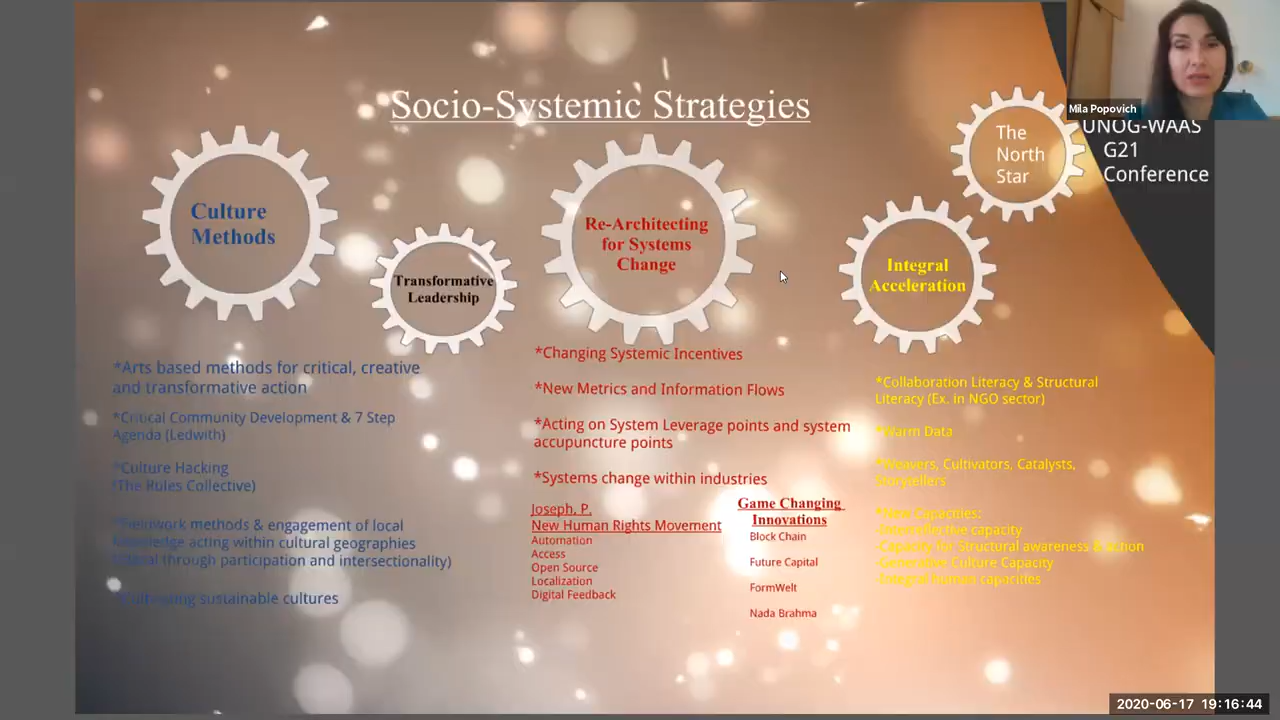 Socio-Systemic Strategies
Mila Popovich
UNOG-WAAS
G21
Conference
The
North
Star
Culture
Methods
Transformative
Leadership
Re-Architecting
for Systems
Change
Integral
Acceleration
*Arts based methods for critical, creative
and transformative action
*Critical Community Development & 7 Step
Agenda (Ledwith)
*Culture Hacking
(The Rules Collective)
*Fieldwork methods & engagement of local
knowledge acting within cultural geographies
through participation and intersectionality)
sustainable cultures
*Changing Systemic Incentives
*New Metrics and Information Flows
*Acting on System Leverage points and system
accupuncture points
*Systems change within industries
Joseph, P.
New Human Rights Movement
Automation
Access
Open Source
Localization
Digital Feedback
Game Changing
Innovations
Block Chain
Future Capital
FormWelt
Nada Brahma
*Collaboration Literacy & Structural
Literacy (Ex. in NGO sector)
*Warm Data
*Weavers, Cultivators, Catalysts,
Storytellers
*New Capacities:
-Interreflective capacity
-Capacity for Structural awareness & action
-Generative Culture Capacity
-Integral human capacities
2020-06-17 19:16:44